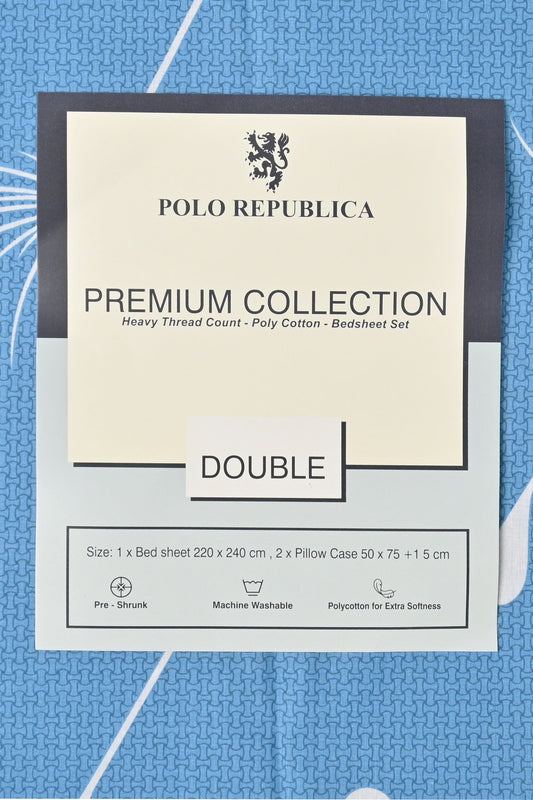 POLO REPUBLICA
PREMIUM COLLECTION
Heavy Thread Count - Poly Cotton - Bedsheet Set
DOUBLE
Size: 1 x Bed sheet 220 x 240 cm , 2 x Pillow Case 50 x 75 +1 5 cm
Pre - Shrunk
Machine Washable
Polycotton for Extra Softness